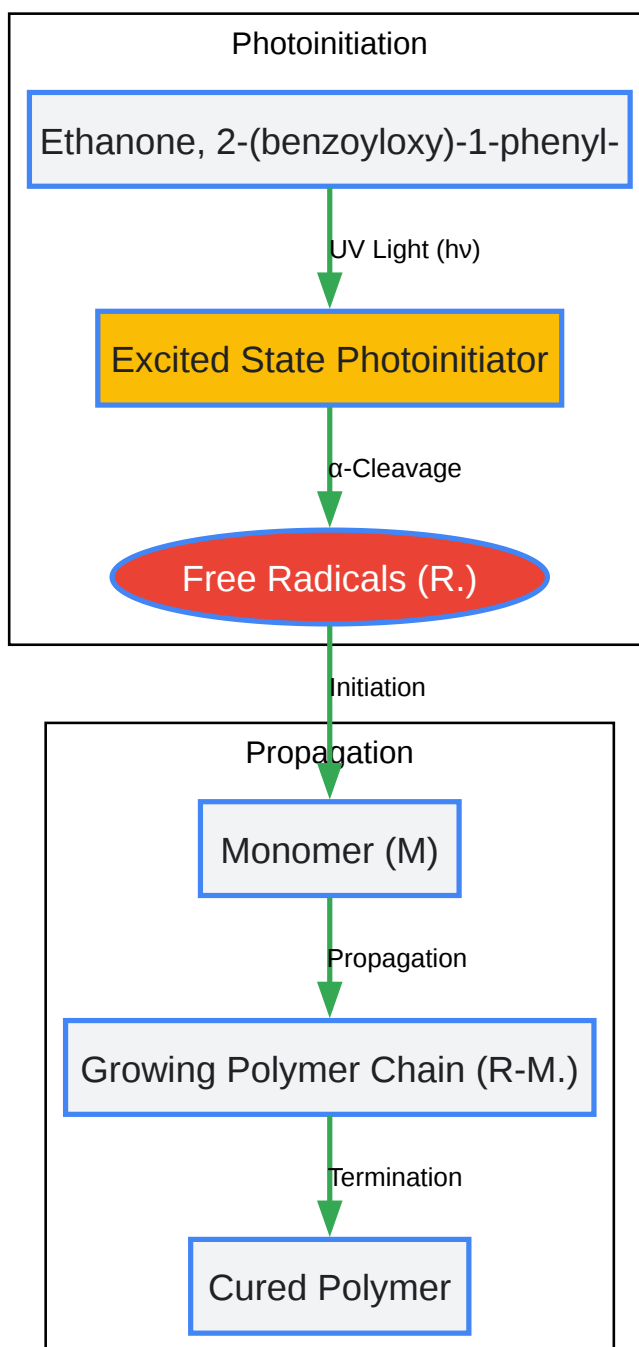 Photoinitiation
Ethanone, 2-(benzoyloxy)-1-phenyl-
UV Light (hν)
Excited State Photoinitiator
α-Cleavage
Free Radicals (R.)
Initiation
Propagation
Monomer (M)
Propagation
Growing Polymer Chain (R-M.)
Termination
Cured Polymer